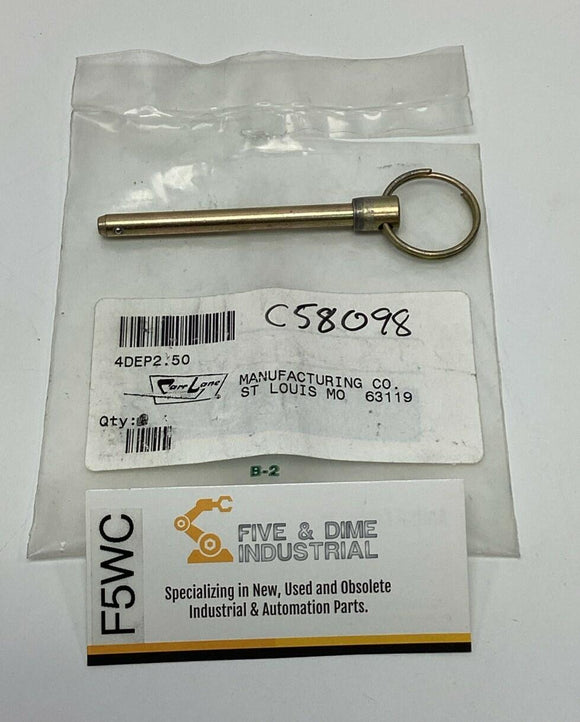 C58098
4DEP2.50
Carr Lane
MANUFACTURING CO.
ST LOUIS MO 63119
Qty:
B-2
F5WC
FIVE & DIME
INDUSTRIAL
Specializing in New, Used and Obsolete
Industrial & Automation Parts.